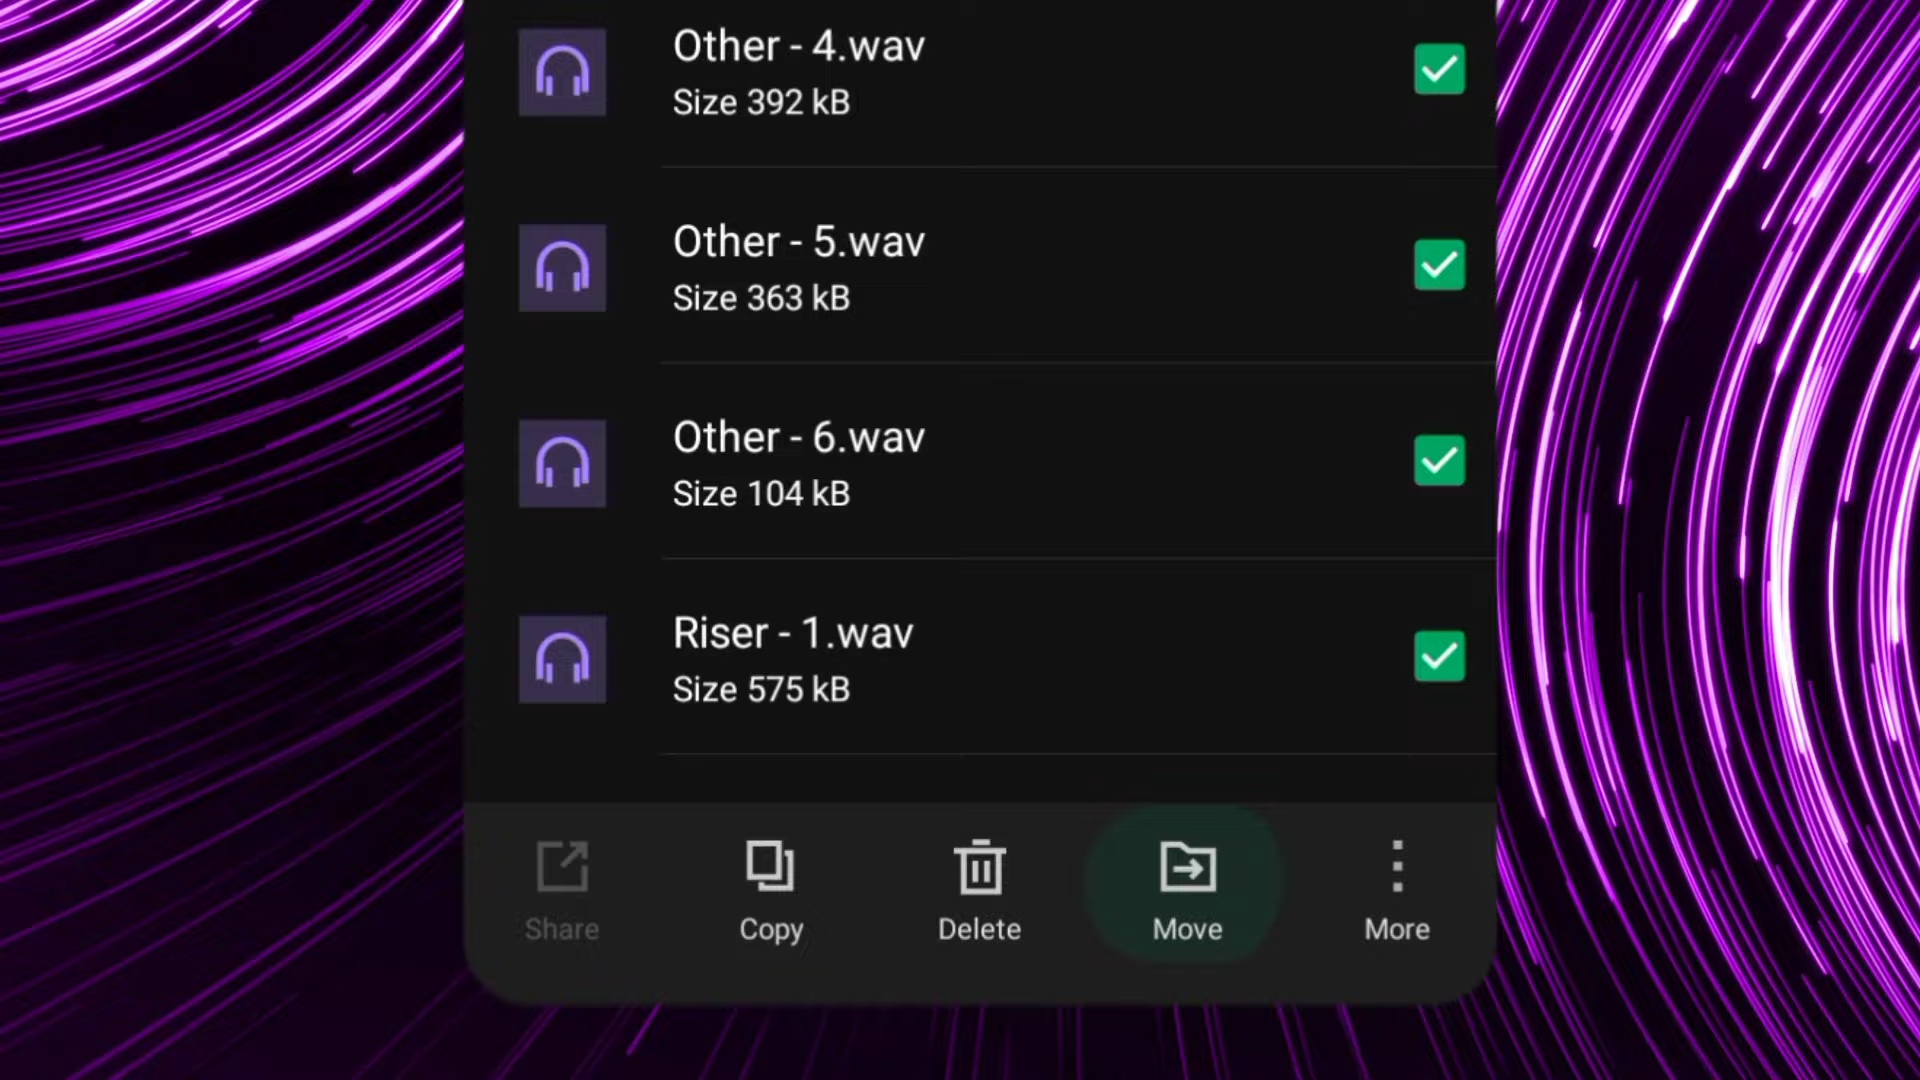 Other - 4.wav
Size 392 kB
Other - 5.wav
Size 363 kB
Other - 6.wav
Size 104 kB
Riser - 1.wav
Size 575 kB
Share
Copy
Delete
Move
More